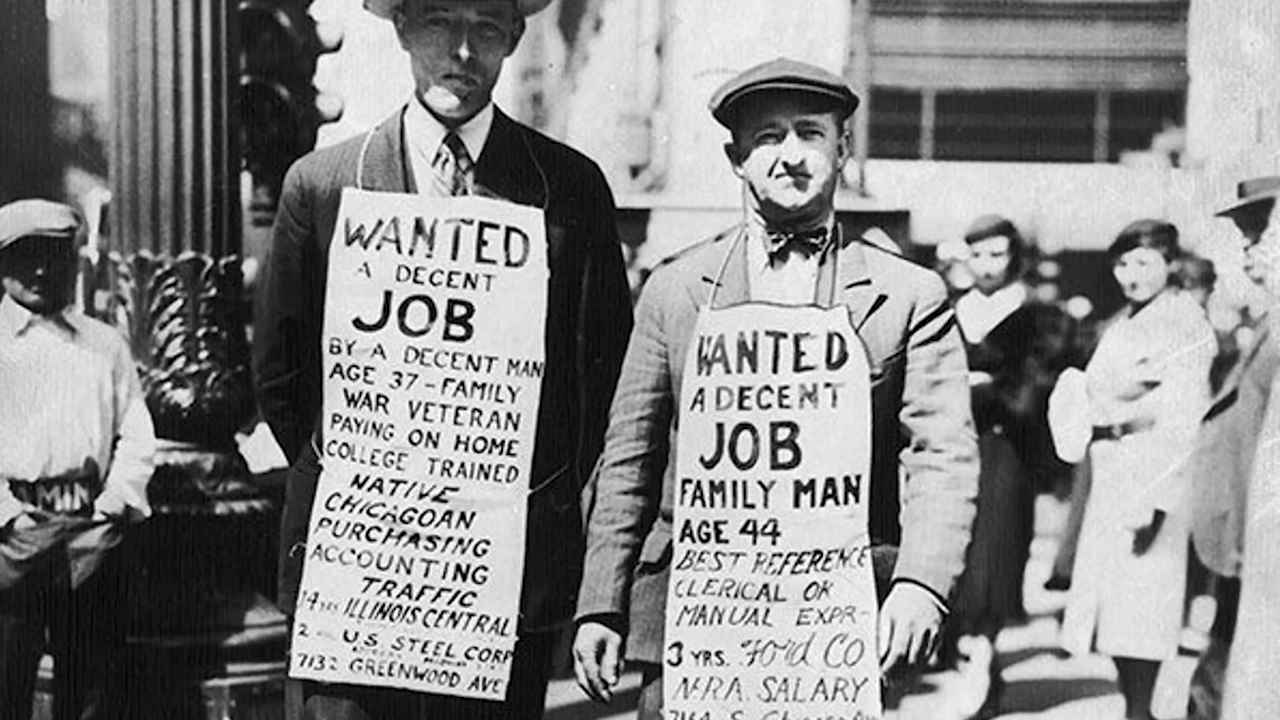 WANTED
A DECENT
JOB
BY A DECENT MAN
AGE 37-FAMILY
WAR VETERAN
PAYING ON HOME
COLLEGE TRAINED
NATIVE
CHICAGOAN
PURCHASING
ACCOUNTING
TRAFFIC
14 YRS ILLINOIS CENTRAL
2 U.S. STEEL CORP
7132 GREENWOOD AVE
WANTED
A DECENT
JOB
FAMILY MAN
AGE 44
BEST REFERENCE
CLERICAL OR
MANUAL EXPR-
3 YRS. Ford Co
N.R.A. SALARY
S.